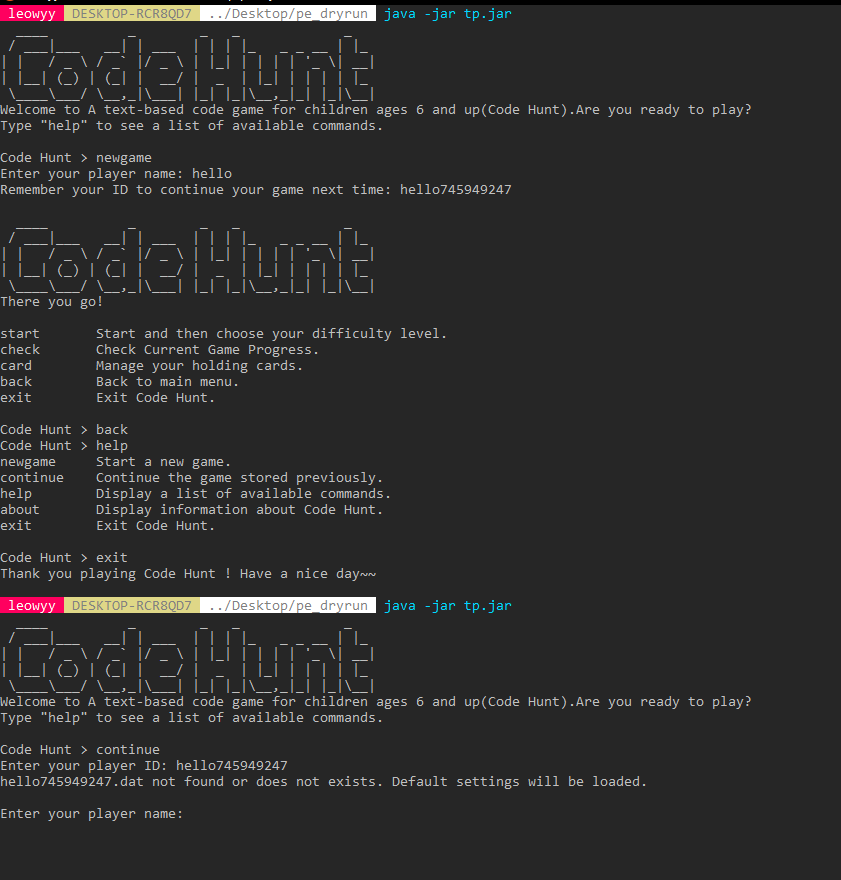 leowyy DESKTOP-RCR8QD7 ../Desktop/pe_dryrun java -jar tp.jar
Code Hunt
Welcome to A text-based code game for children ages 6 and up(Code Hunt).Are you ready to play?
Type "help" to see a list of available commands.
Code Hunt > newgame
Enter your player name: hello
Remember your ID to continue your game next time: hello745949247
Code Hunt
There you go!
start       Start and then choose your difficulty level.
check       Check Current Game Progress.
card        Manage your holding cards.
back        Back to main menu.
exit        Exit Code Hunt.
Code Hunt > back
Code Hunt > help
newgame     Start a new game.
continue    Continue the game stored previously.
help        Display a list of available commands.
about       Display information about Code Hunt.
exit        Exit Code Hunt.
Code Hunt > exit
Thank you playing Code Hunt ! Have a nice day~~
leowyy DESKTOP-RCR8QD7 ../Desktop/pe_dryrun java -jar tp.jar
Code Hunt
Welcome to A text-based code game for children ages 6 and up(Code Hunt).Are you ready to play?
Type "help" to see a list of available commands.
Code Hunt > continue
Enter your player ID: hello745949247
hello745949247.dat not found or does not exists. Default settings will be loaded.
Enter your player name: